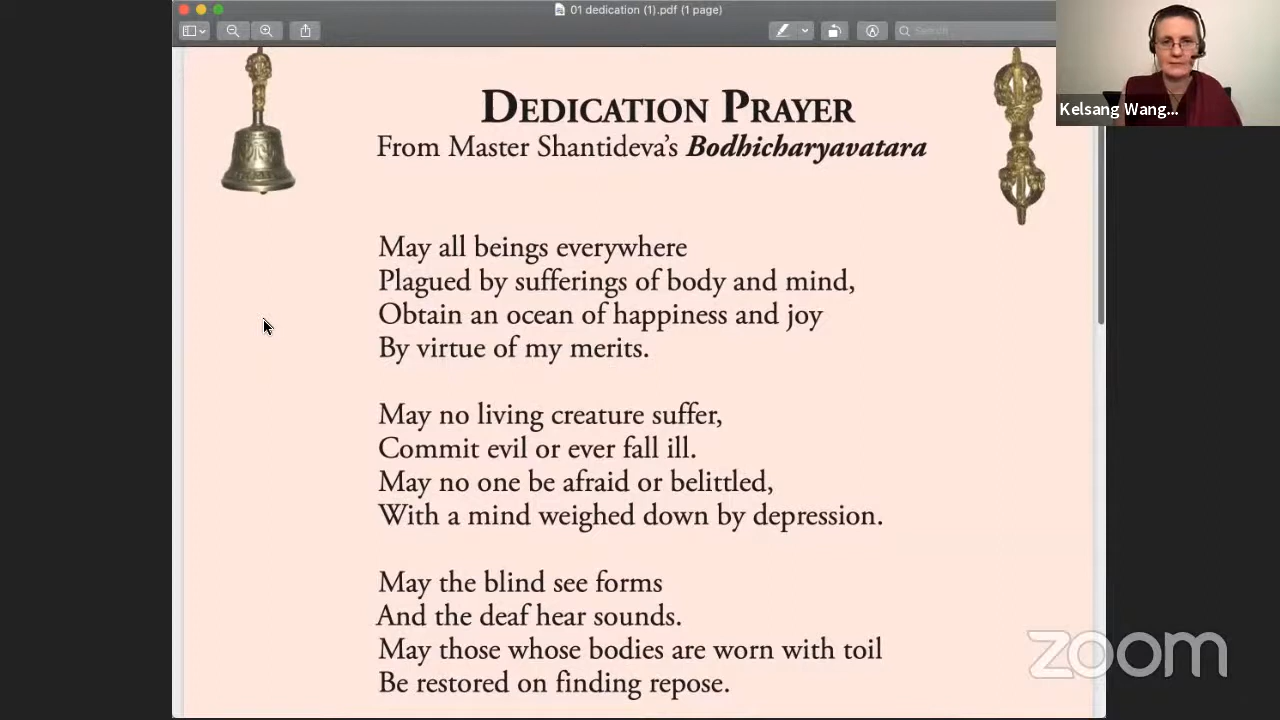 01 dedication (1).pdf (1 page)
Search
Kelsang Wang...
DEDICATION PRAYER
From Master Shantideva's Bodhicharyavatara
May all beings everywhere
Plagued by sufferings of body and mind,
Obtain an ocean of happiness and joy
By virtue of my merits.
May no living creature suffer,
Commit evil or ever fall ill.
May no one be afraid or belittled,
With a mind weighed down by depression.
May the blind see forms
And the deaf hear sounds.
May those whose bodies are worn with toil
Be restored on finding repose.
zoom